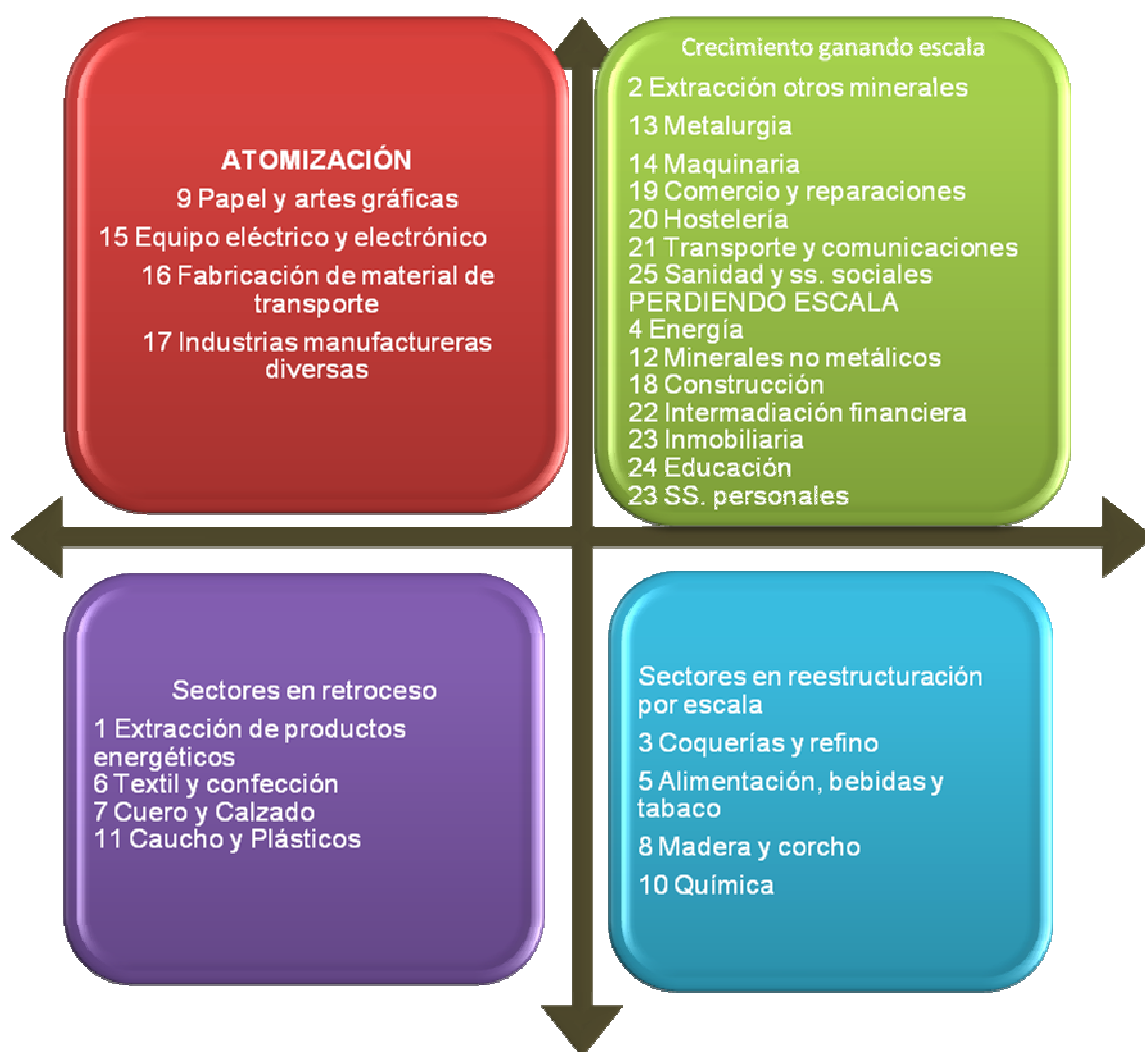 ATOMIZACIÓN
9 Papel y artes gráficas
15 Equipo eléctrico y electrónico
16 Fabricación de material de
transporte
17 Industrias manufactureras
diversas
Crecimiento ganando escala
2 Extracción otros minerales
13 Metalurgia
14 Maquinaria
19 Comercio y reparaciones
20 Hostelería
21 Transporte y comunicaciones
25 Sanidad y ss. sociales
PERDIENDO ESCALA
4 Energía
12 Minerales no metálicos
18 Construcción
22 Intermadiación financiera
23 Inmobiliaria
24 Educación
23 SS. personales
Sectores en retroceso
1 Extracción de productos
energéticos
6 Textil y confección
7 Cuero y Calzado
11 Caucho y Plásticos
Sectores en reestructuración
por escala
3 Coquerías y refino
5 Alimentación, bebidas y
tabaco
8 Madera y corcho
10 Química